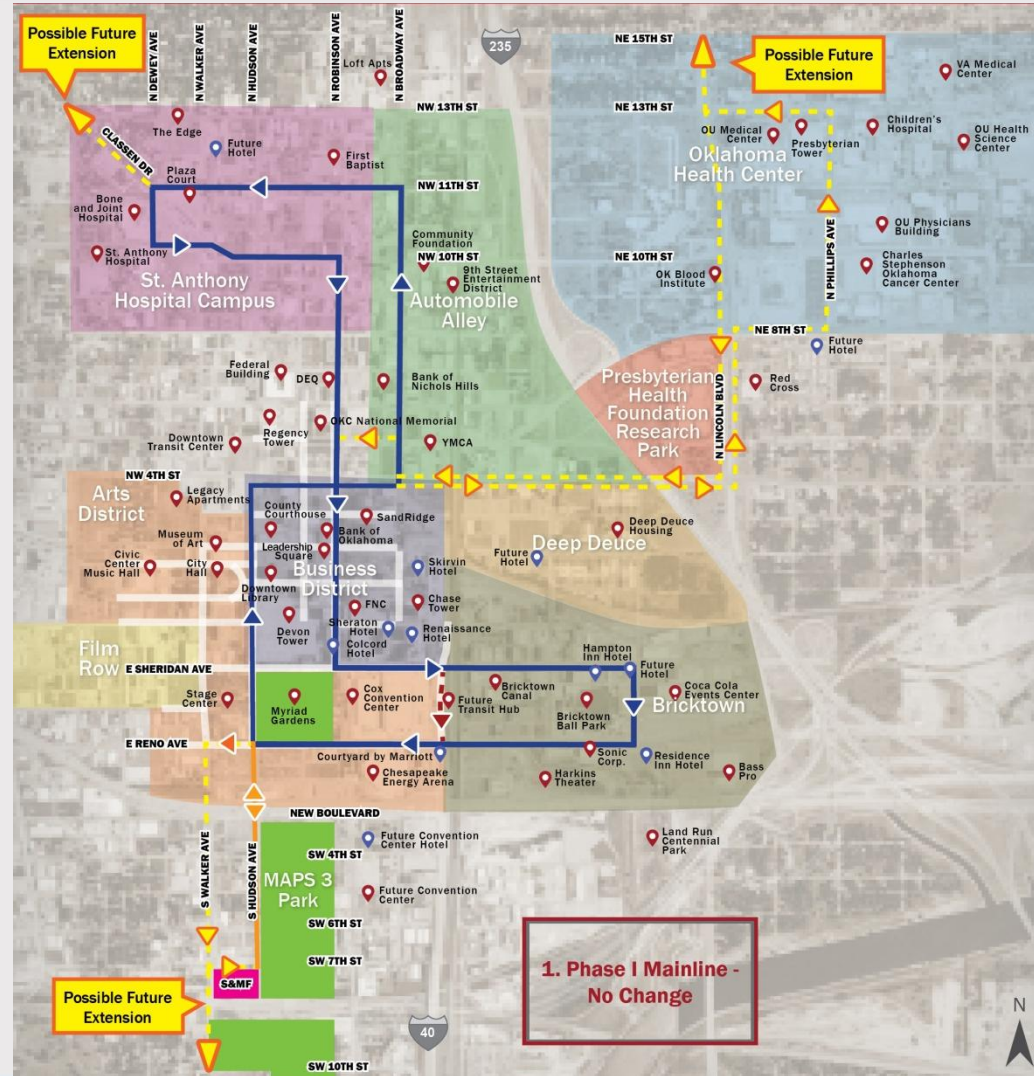 Possible Future
Extension
N DEWEY AVE
N WALKER AVE
N HUDSON AVE
N ROBINSON AVE
N BROADWAY AVE
Loft Apts
235
NE 15TH ST
Possible Future
Extension
VA Medical
Center
NW 13TH ST
NE 13TH ST
The Edge
CLASSEN DR
Future
Hotel
First
Baptist
OU Medical
Center
Presbyterian
Tower
Children's
Hospital
OU Health
Science
Center
Oklahoma
Health Center
Plaza
Court
NW 11TH ST
Bone
and Joint
Hospital
St. Anthony
Hospital
St. Anthony
Hospital Campus
Community
Foundation
NW 10TH ST
9th Street
Entertainment
District
Automobile
Alley
NE 10TH ST
OK Blood
Institute
N PHILLIPS AVE
OU Physicians
Building
Charles
Stephenson
Oklahoma
Cancer Center
NE 8TH ST
Future
Hotel
Federal
Building
DEQ
Bank of
Nichols Hills
Presbyterian
Health
Foundation
Research
Park
N LINCOLN BLVD
Red
Cross
OKC National Memorial
Regency
Tower
Downtown
Transit Center
YMCA
NW 4TH ST
Arts
District
Legacy
Apartments
County
Courthouse
SandRidge
Bank of
Oklahoma
Deep Deuce
Housing
Deep Deuce
Museum
of Art
Leadership
Square
Civic
Center
Music Hall
City
Hall
Business
District
Skirvin
Hotel
Future
Hotel
Downtown
Library
FNC
Chase
Tower
Devon
Tower
Sheraton
Hotel
Renaissance
Hotel
Colcord
Hotel
Film
Row
E SHERIDAN AVE
Hampton
Inn Hotel
Future
Hotel
Stage
Center
Myriad
Gardens
Cox
Convention
Center
Future
Transit Hub
Bricktown
Canal
Bricktown
Ball Park
Coca Cola
Events Center
Bricktown
E RENO AVE
Courtyard by Marriott
Sonic
Corp.
Residence
Inn Hotel
Chesapeake
Energy Arena
Harkins
Theater
Bass
Pro
NEW BOULEVARD
S WALKER AVE
S HUDSON AVE
Future Convention
Center Hotel
SW 4TH ST
Land Run
Centennial
Park
MAPS 3
Park
Future Convention
Center
SW 6TH ST
SW 7TH ST
S&MF
1. Phase I Mainline -
No Change
Possible Future
Extension
40
N
SW 10TH ST